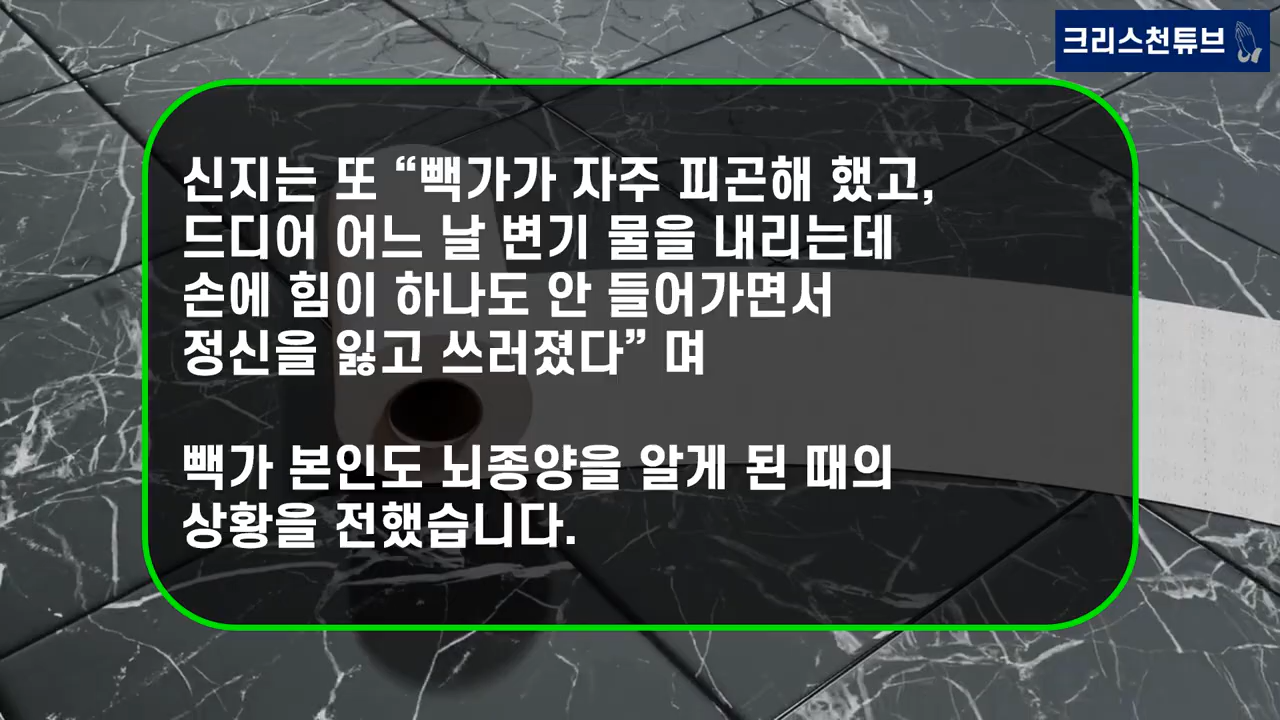 크리스천튜브
신지는 또 “빽가가 자주 피곤해 했고,
드디어 어느 날 변기 물을 내리는데
손에 힘이 하나도 안 들어가면서
정신을 잃고 쓰러졌다” 며
빽가 본인도 뇌종양을 알게 된 때의
상황을 전했습니다.